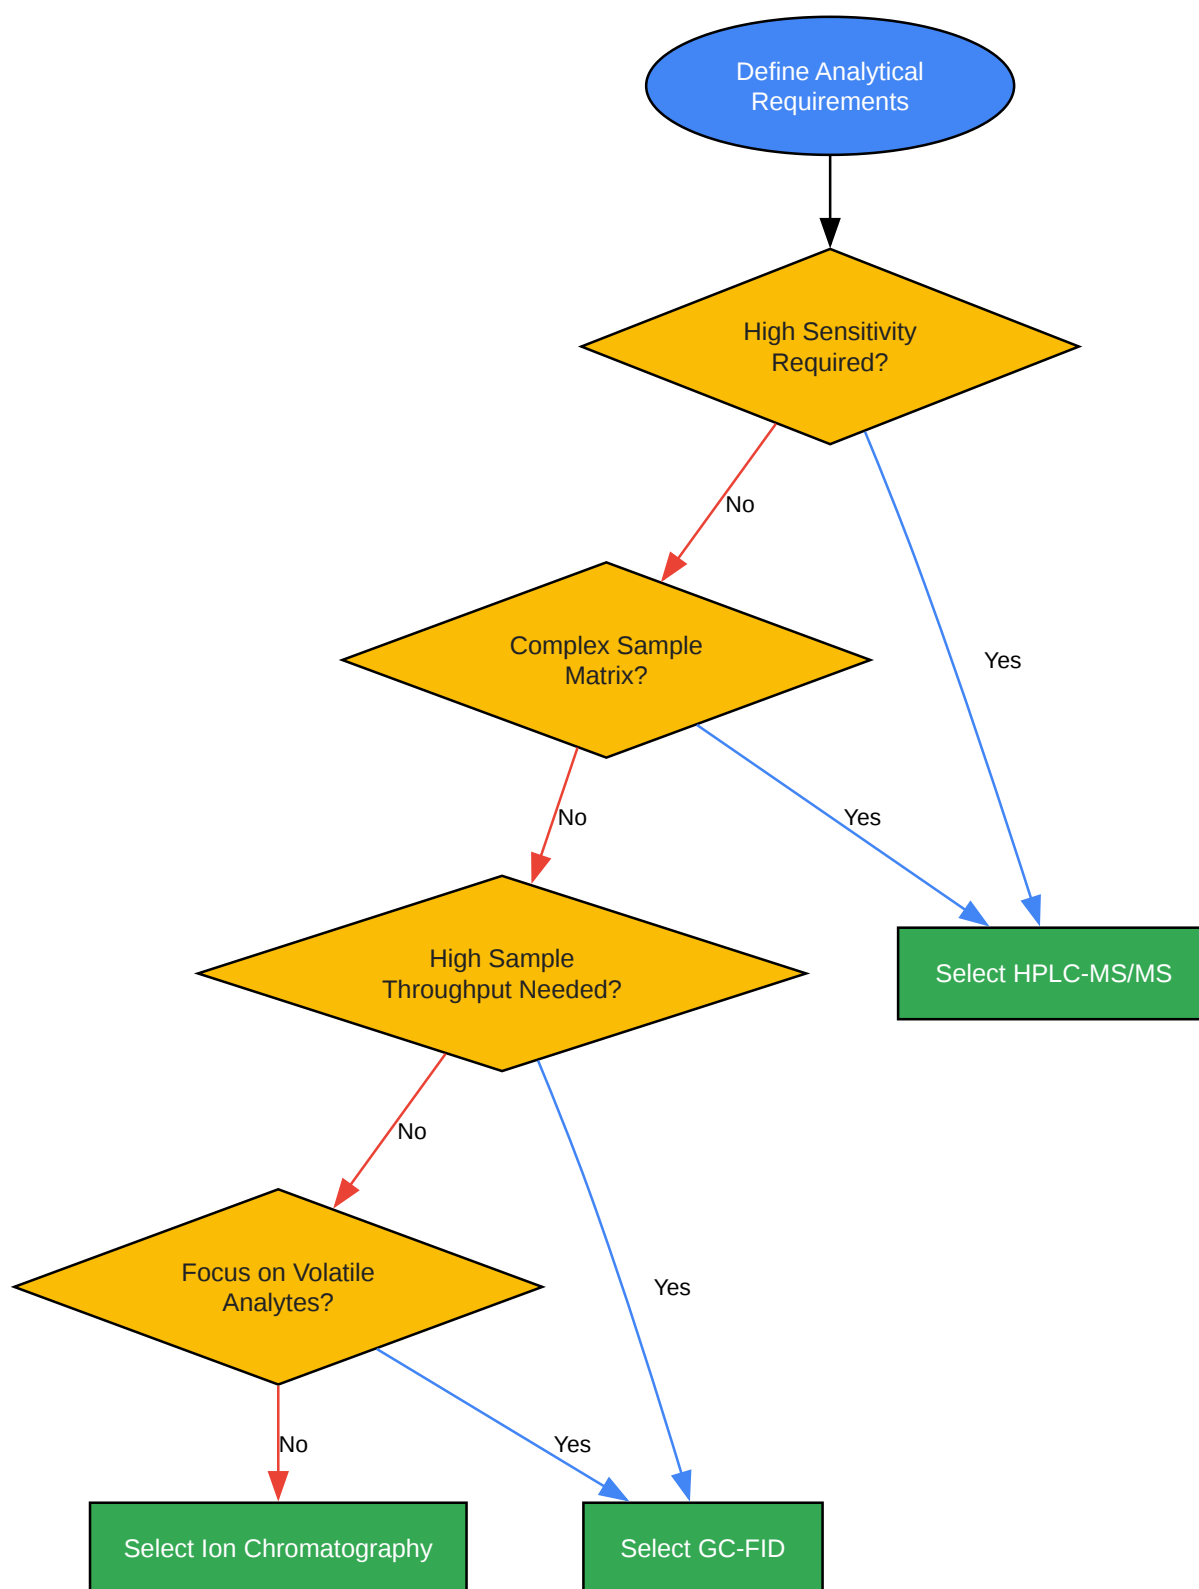 Define Analytical
Requirements
High Sensitivity
Required?
No
Yes
Complex Sample
Matrix?
No
Yes
High Sample
Throughput Needed?
Select HPLC-MS/MS
No
Yes
Focus on Volatile
Analytes?
No
Yes
Select Ion Chromatography
Select GC-FID